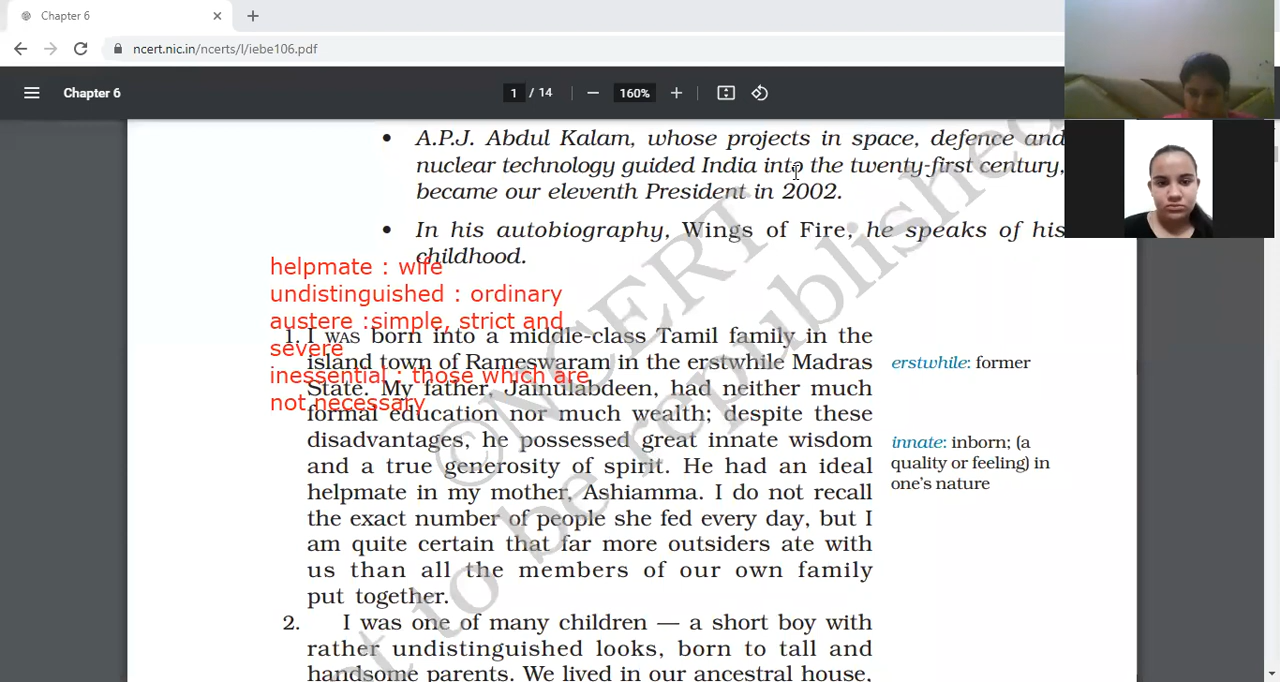 Chapter 6
ncert.nic.in/ncerts/l/iebe106.pdf
Chapter 6
1 / 14
160%
• A.P.J. Abdul Kalam, whose projects in space, defence and
nuclear technology guided India into the twenty-first century,
became our eleventh President in 2002.
• In his autobiography, Wings of Fire, he speaks of his
childhood.
helpmate : wife
undistinguished : ordinary
austere :simple, strict and
severe
inessential : those which are
not necessary
1. I WAS born into a middle-class Tamil family in the
island town of Rameswaram in the erstwhile Madras
State. My father, Jainulabdeen, had neither much
formal education nor much wealth; despite these
disadvantages, he possessed great innate wisdom
and a true generosity of spirit. He had an ideal
helpmate in my mother, Ashiamma. I do not recall
the exact number of people she fed every day, but I
am quite certain that far more outsiders ate with
us than all the members of our own family
put together.
erstwhile: former
innate: inborn; (a
quality or feeling) in
one's nature
2. I was one of many children — a short boy with
rather undistinguished looks, born to tall and
handsome parents. We lived in our ancestral house,
©NCERT
not to be republished